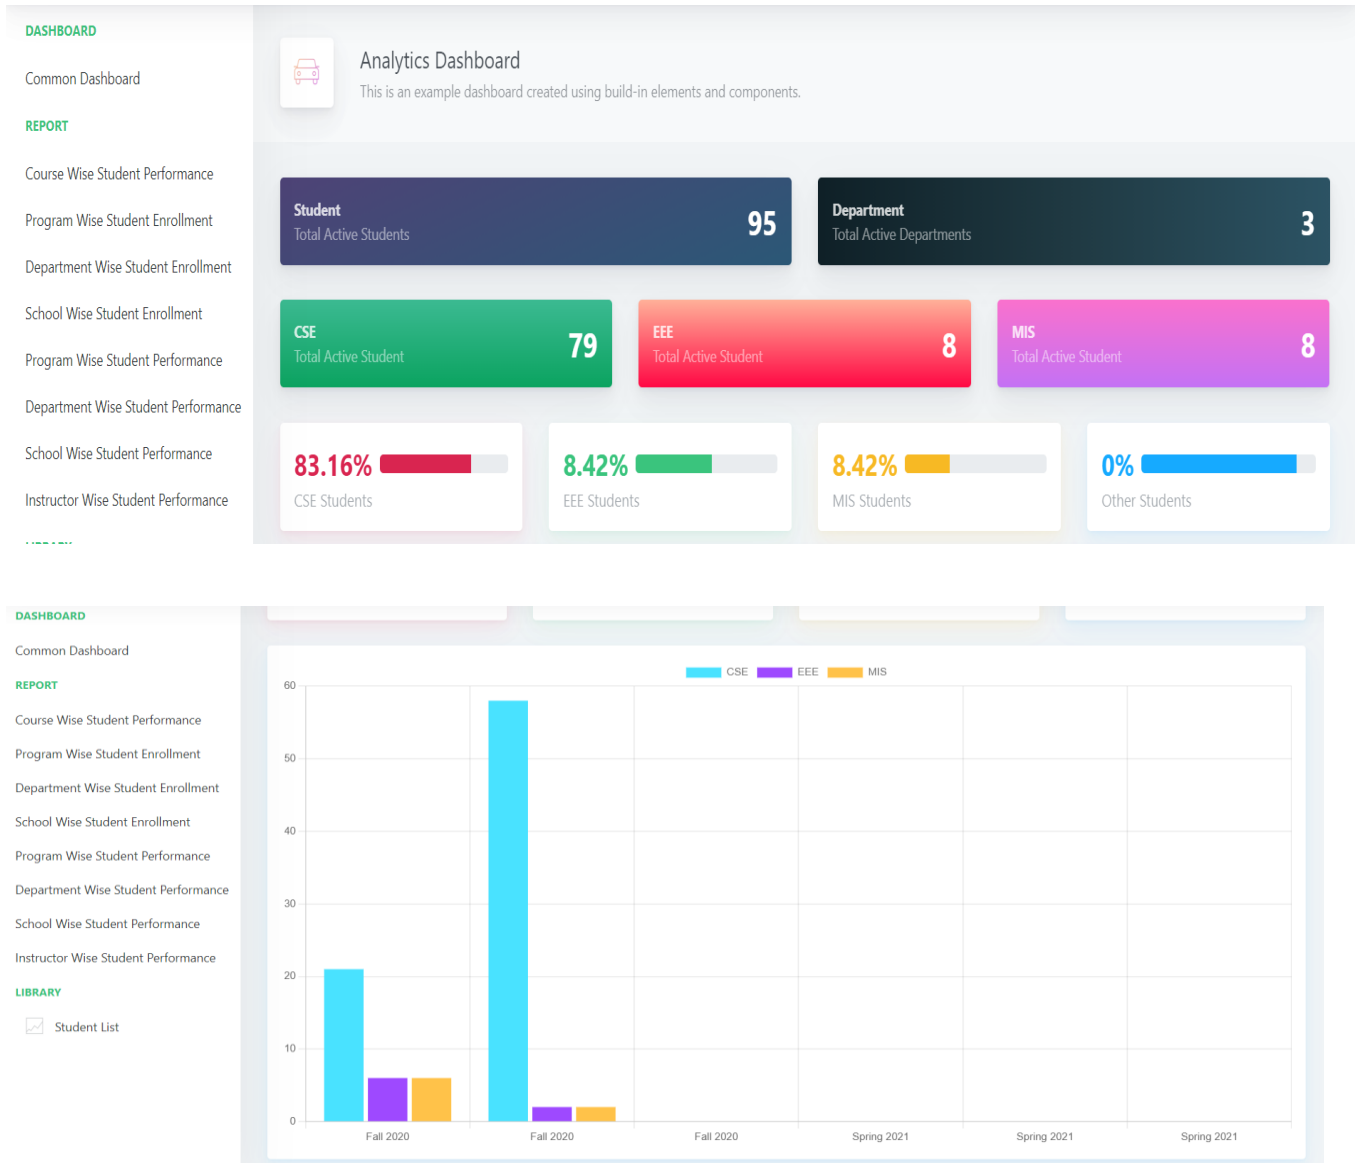 DASHBOARD
Common Dashboard
REPORT
Course Wise Student Performance
Program Wise Student Enrollment
Department Wise Student Enrollment
School Wise Student Enrollment
Program Wise Student Performance
Department Wise Student Performance
School Wise Student Performance
Instructor Wise Student Performance
Analytics Dashboard
This is an example dashboard created using build-in elements and components.
Student
Total Active Students
95
Department
Total Active Departments
3
CSE
Total Active Student
79
EEE
Total Active Student
8
MIS
Total Active Student
8
83.16%
CSE Students
8.42%
EEE Students
8.42%
MIS Students
0%
Other Students
DASHBOARD
Common Dashboard
REPORT
Course Wise Student Performance
Program Wise Student Enrollment
Department Wise Student Enrollment
School Wise Student Enrollment
Program Wise Student Performance
Department Wise Student Performance
School Wise Student Performance
Instructor Wise Student Performance
LIBRARY
Student List
CSE EEE MIS
60
50
40
30
20
10
0
Fall 2020 Fall 2020 Fall 2020 Spring 2021 Spring 2021 Spring 2021